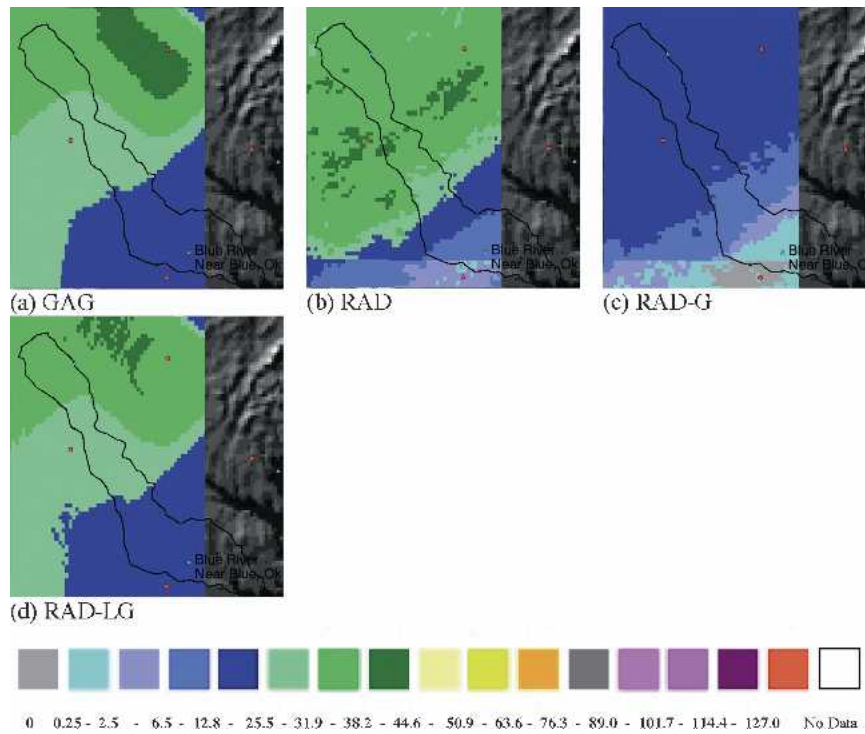 Blue River
Near Blue, Ok
(a) GAG
Blue River
Near Blue, Ok
(b) RAD
Blue River
Near Blue, Ok
(c) RAD-G
Blue River
Near Blue, Ok
(d) RAD-LG
0 0.25 - 2.5 - 6.5 - 12.8 - 25.5 - 31.9 - 38.2 - 44.6 - 50.9 - 63.6 - 76.3 - 89.0 - 101.7 - 114.4 - 127.0 No Data